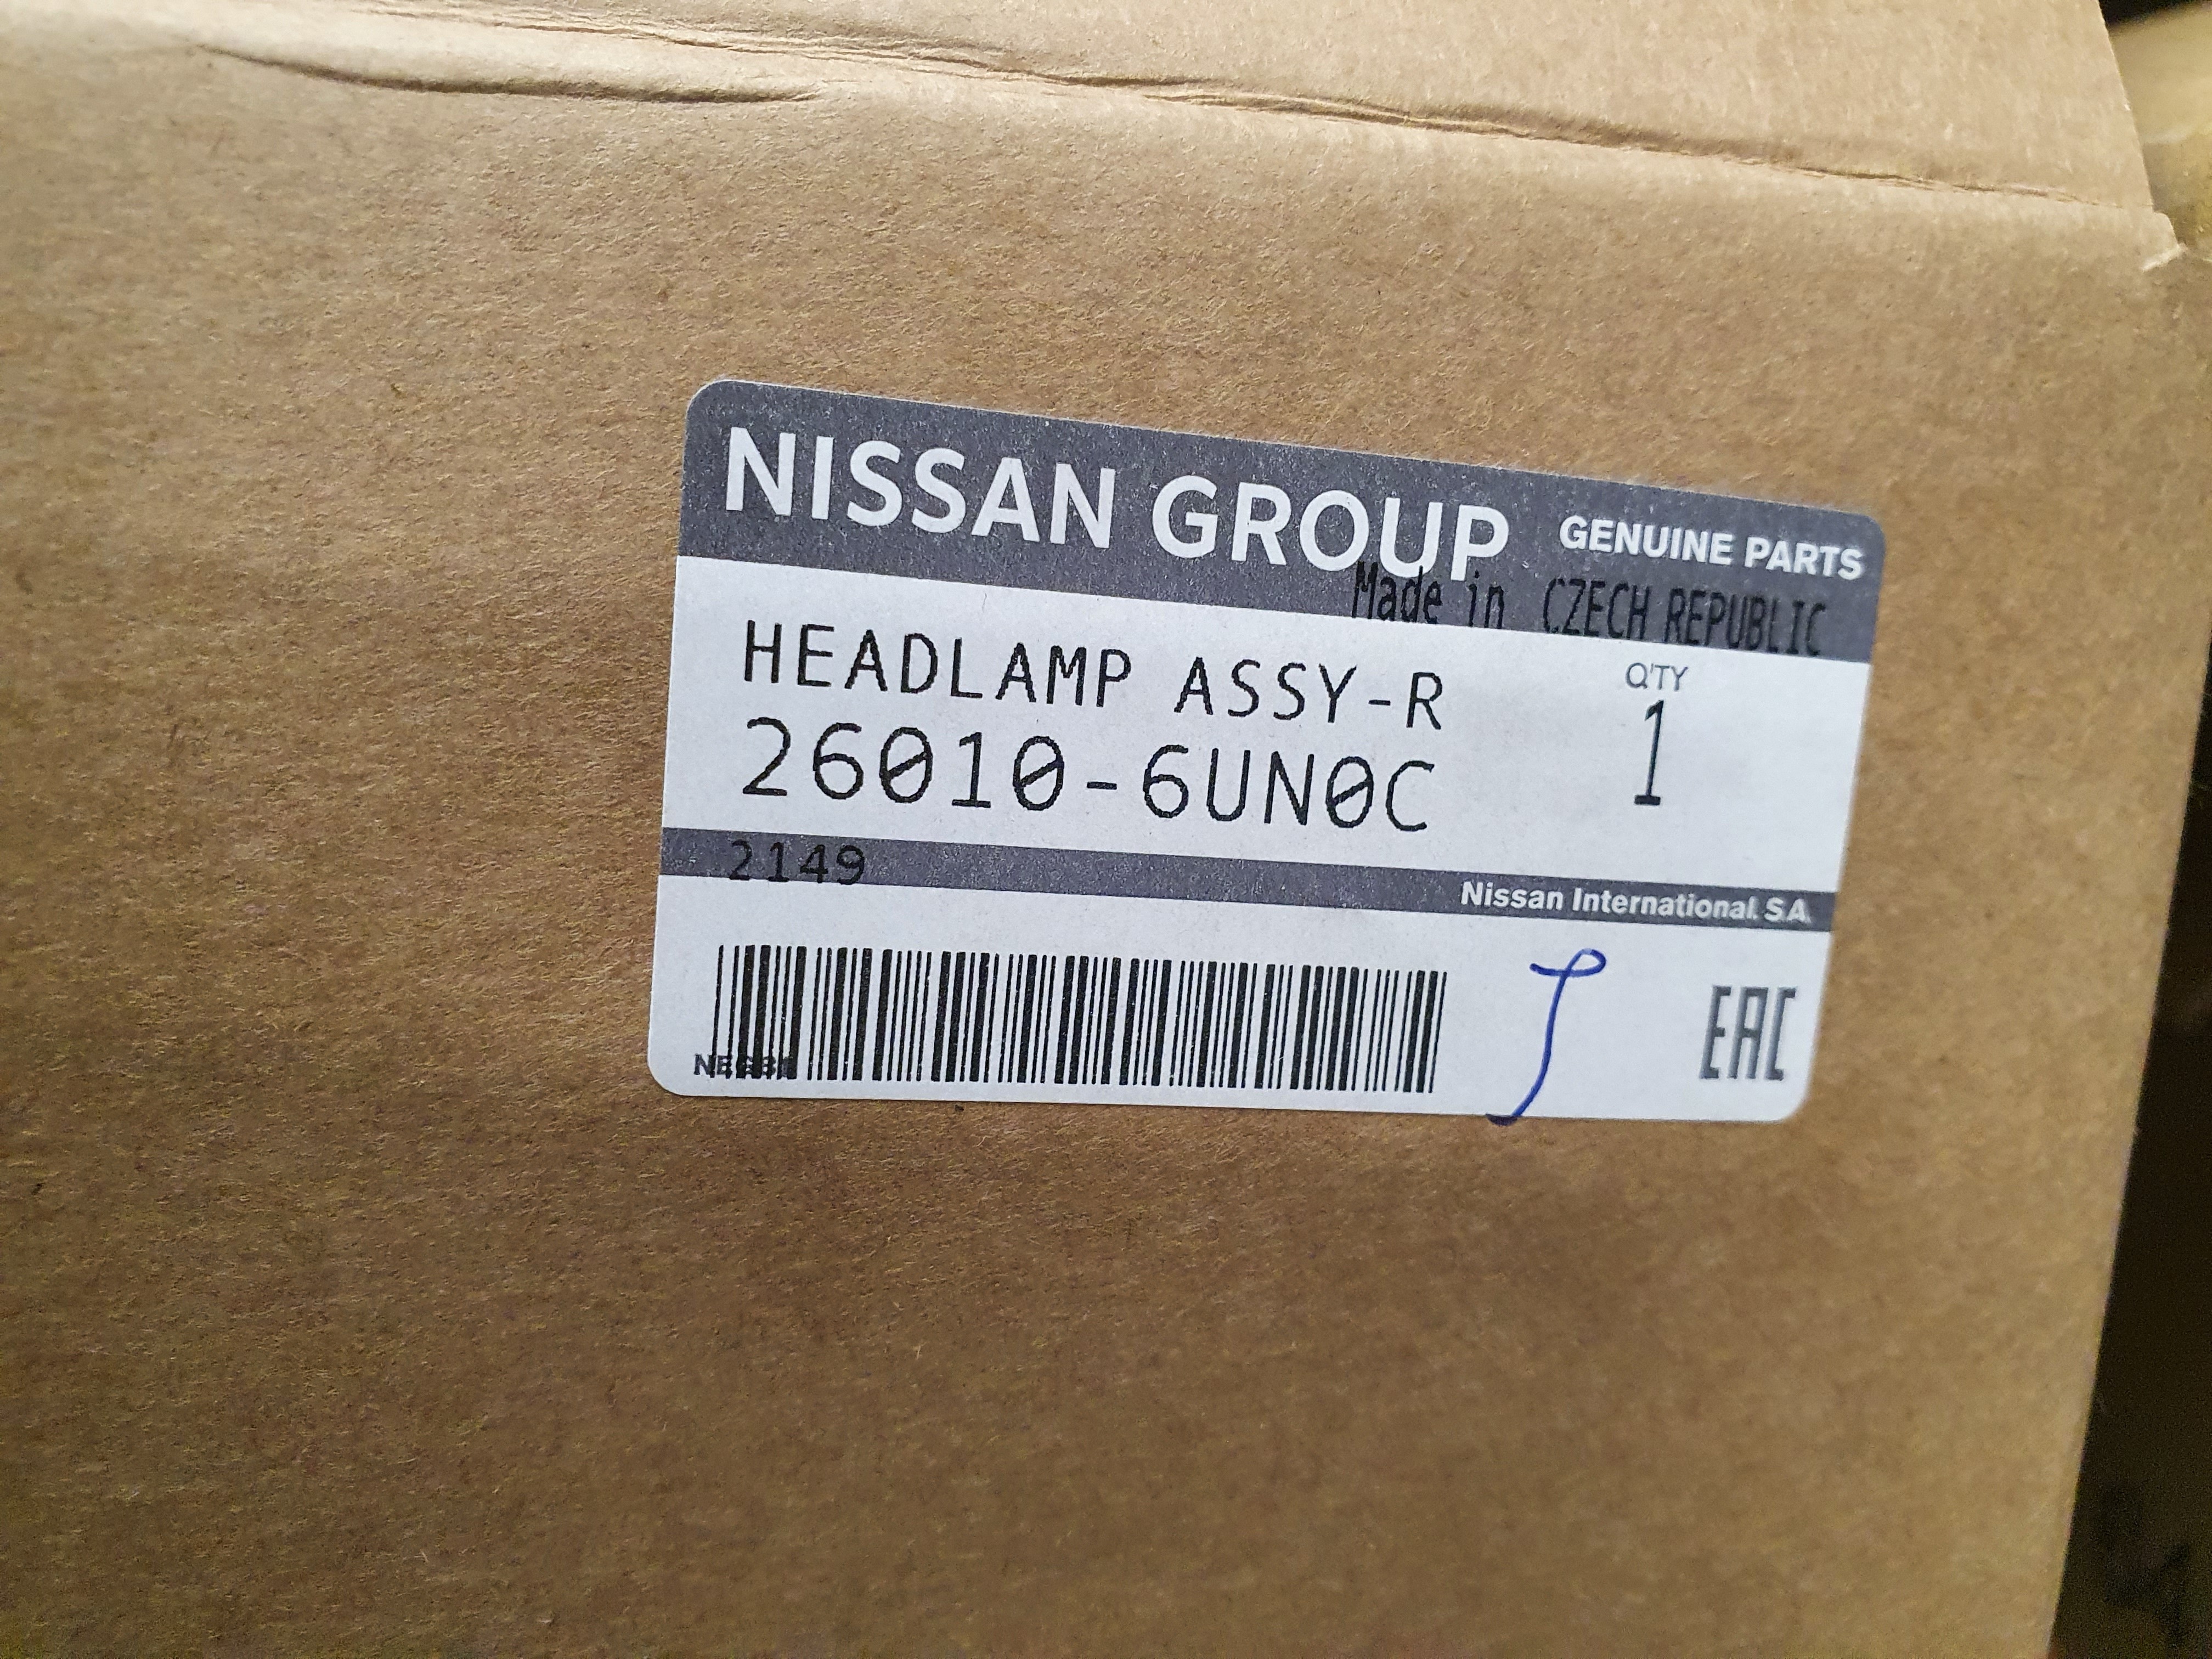 NISSAN GROUP GENUINE PARTS
Made in CZECH REPUBLIC
HEADLAMP ASSY-R Q'TY
26010-6UN0C 1
2149
Nissan International. S.A.
EAC